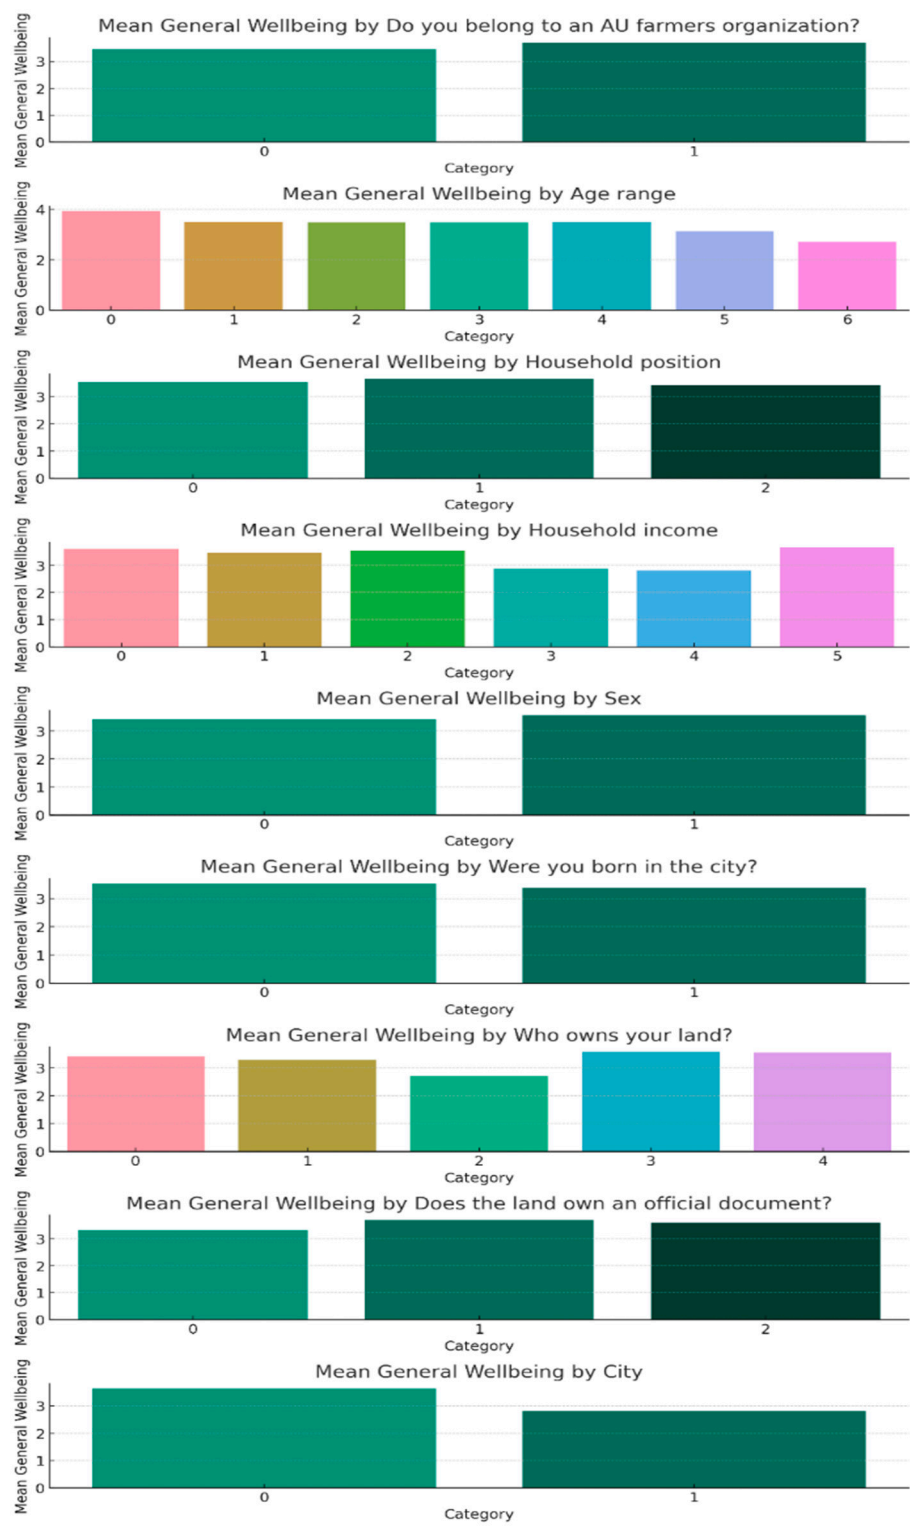 Mean General Wellbeing by Do you belong to an AU farmers organization?
Mean General Wellbeing
3
2
1
0
0 1
Category
Mean General Wellbeing by Age range
Mean General Wellbeing
4
2
0
0 1 2 3 4 5 6
Category
Mean General Wellbeing by Household position
Mean General Wellbeing
3
2
1
0
0 1 2
Category
Mean General Wellbeing by Household income
Mean General Wellbeing
3
2
1
0
0 1 2 3 4 5
Category
Mean General Wellbeing by Sex
Mean General Wellbeing
3
2
1
0
0 1
Category
Mean General Wellbeing by Were you born in the city?
Mean General Wellbeing
3
2
1
0
0 1
Category
Mean General Wellbeing by Who owns your land?
Mean General Wellbeing
3
2
1
0
0 1 2 3 4
Category
Mean General Wellbeing by Does the land own an official document?
Mean General Wellbeing
3
2
1
0
0 1 2
Category
Mean General Wellbeing by City
Mean General Wellbeing
3
2
1
0
0 1
Category